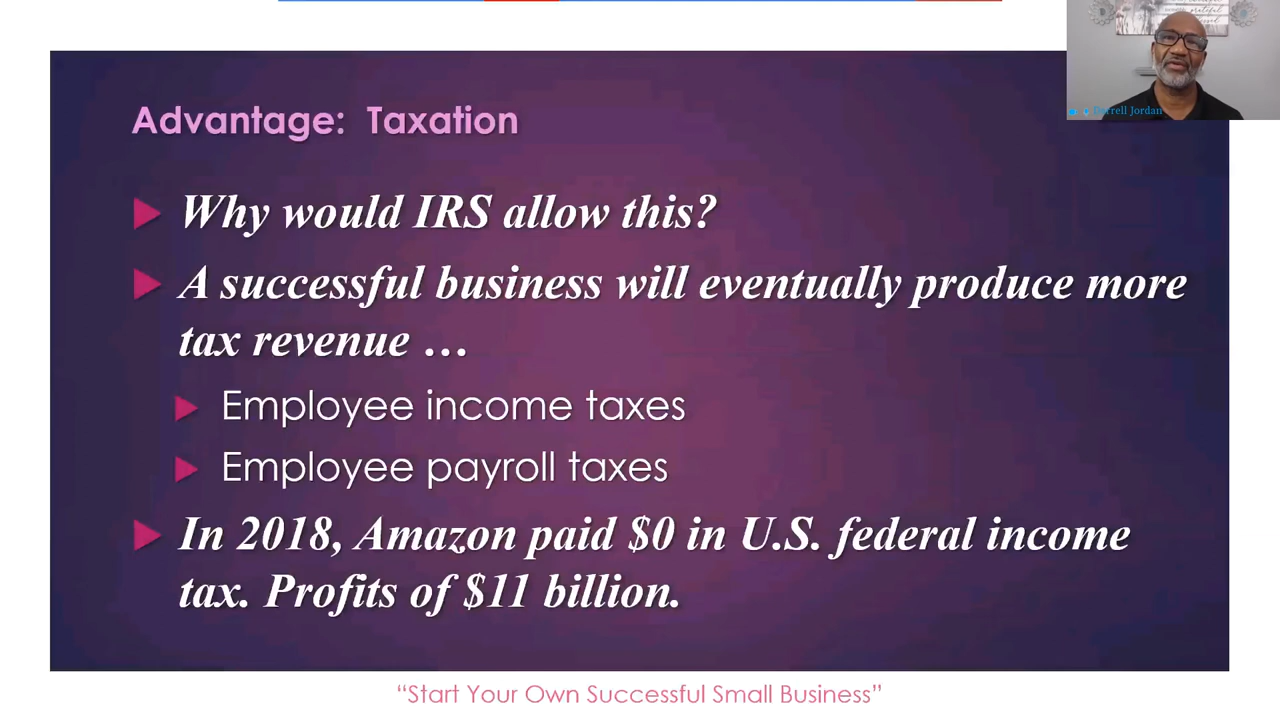 Advantage: Taxation
Why would IRS allow this?
A successful business will eventually produce more
tax revenue …
Employee income taxes
Employee payroll taxes
In 2018, Amazon paid $0 in U.S. federal income
tax. Profits of $11 billion.
“Start Your Own Successful Small Business”